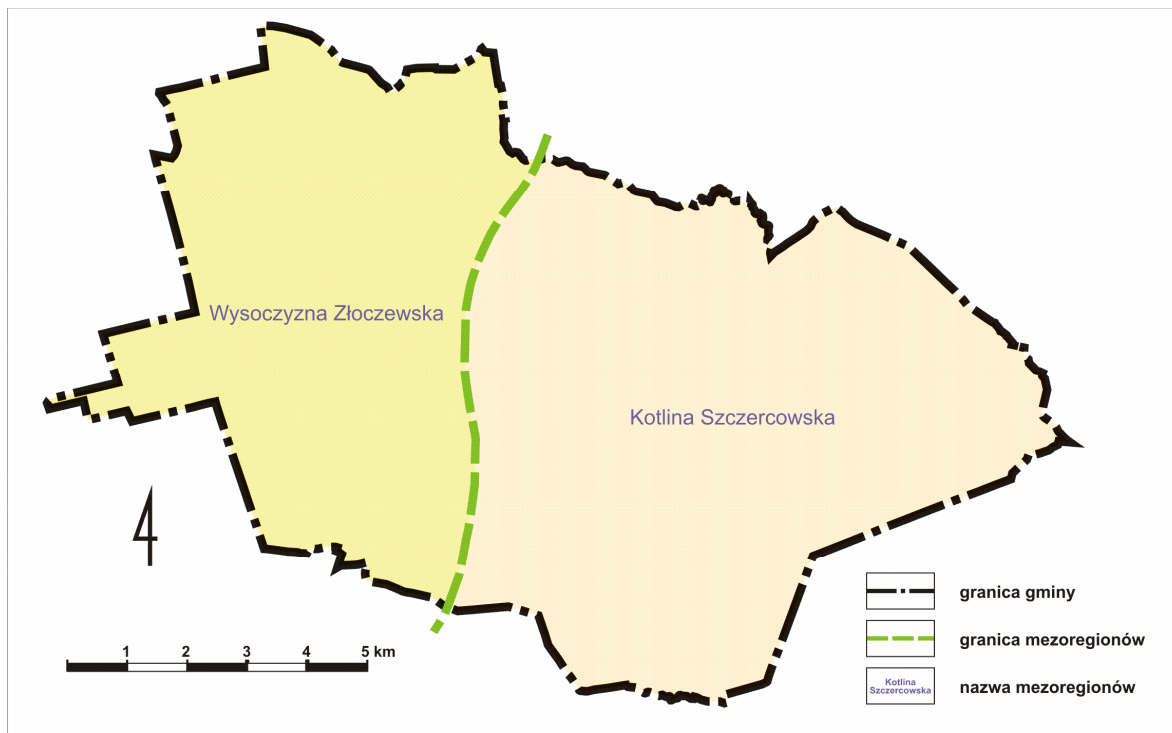 Wysoczyzna Złoczewska
Kotlina Szczercowska
1 2 3 4 5 km
granica gminy
granica mezoregionów
Kotlina
Szczercowska
nazwa mezoregionów